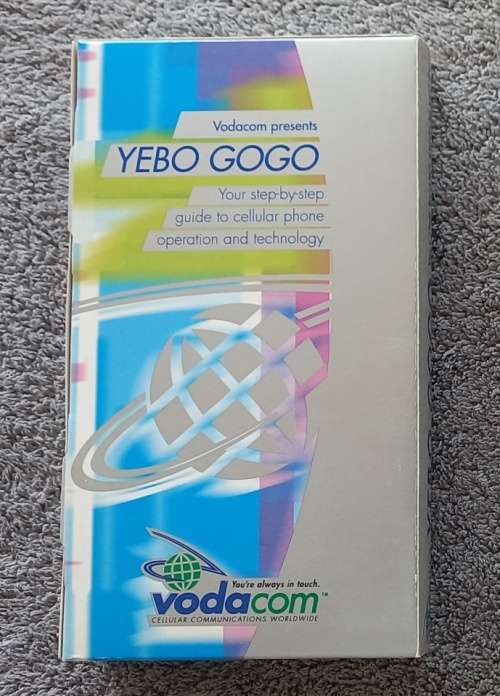 Vodacom presents
YEBO GOGO
Your step-by-step
guide to cellular phone
operation and technology
You're always in touch.
vodacom™
CELLULAR COMMUNICATIONS WORLDWIDE